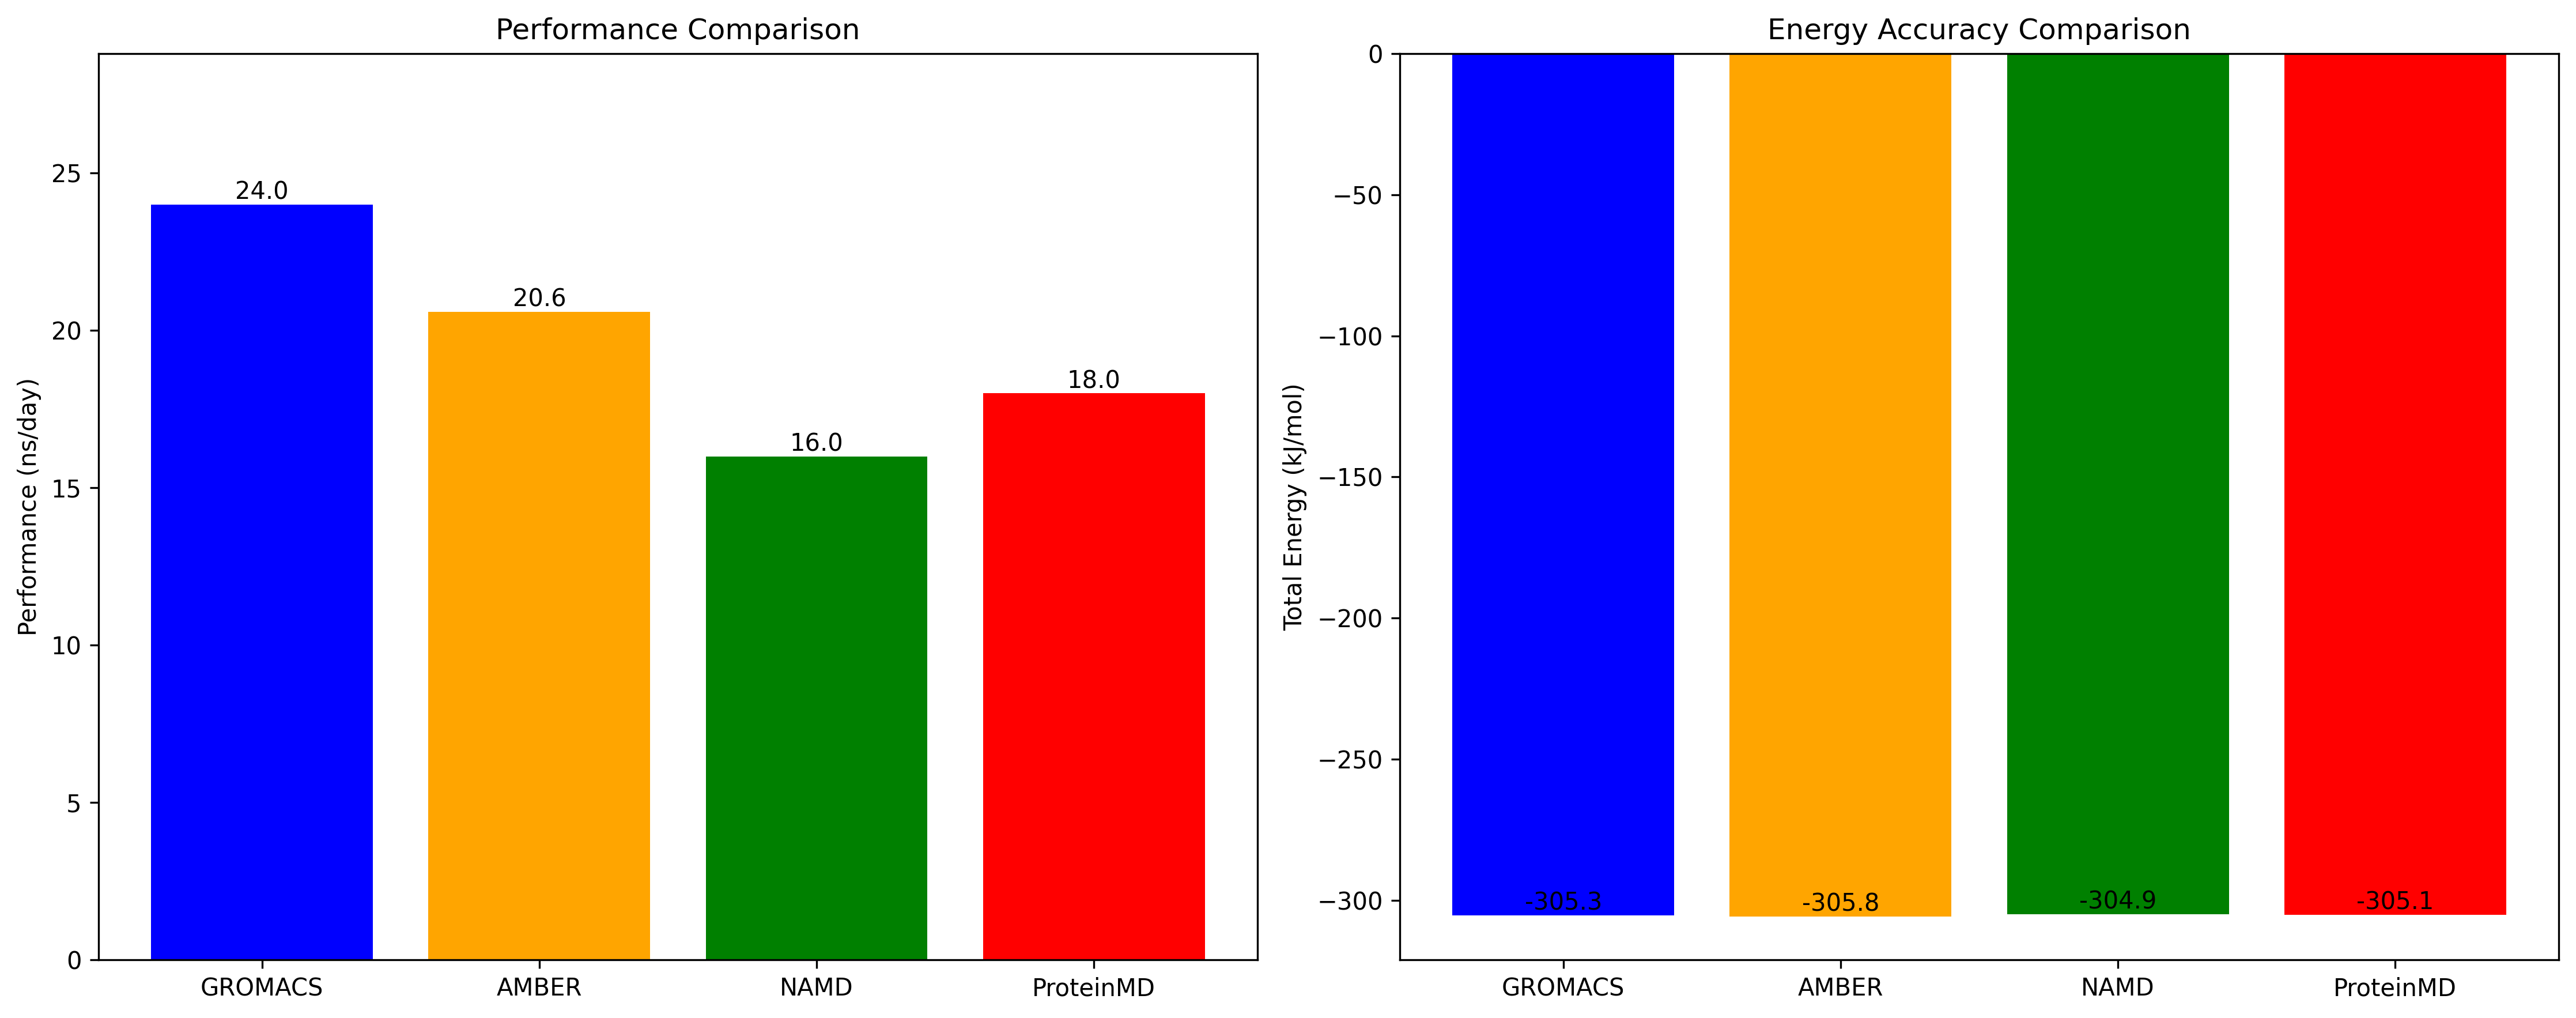 Performance Comparison
Performance (ns/day)
25
20
15
10
5
0
24.0
20.6
16.0
18.0
GROMACS AMBER NAMD ProteinMD
Energy Accuracy Comparison
Total Energy (kJ/mol)
0
−50
−100
−150
−200
−250
−300
-305.3 -305.8 -304.9 -305.1
GROMACS AMBER NAMD ProteinMD